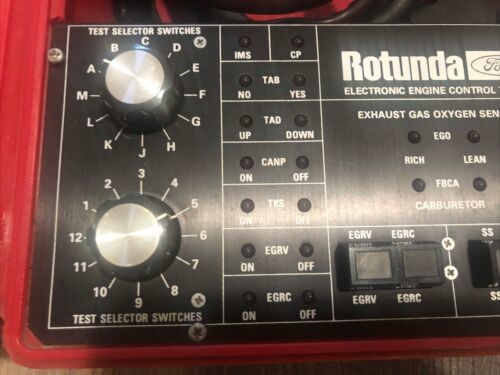 TEST SELECTOR SWITCHES
A B C D E F G H J K L M
1 2 3 4 5 6 7 8 9 10 11 12
TEST SELECTOR SWITCHES
IMS CP
TAB
NO YES
TAD
UP DOWN
CANP
ON OFF
TKS
ON OFF
EGRV
ON OFF
EGRC
ON OFF
Rotunda
ELECTRONIC ENGINE CONTROL
EXHAUST GAS OXYGEN
EGO
RICH LEAN
FBCA
CARBURETOR
EGRV EGRC
EGRV EGRC
SS
SS